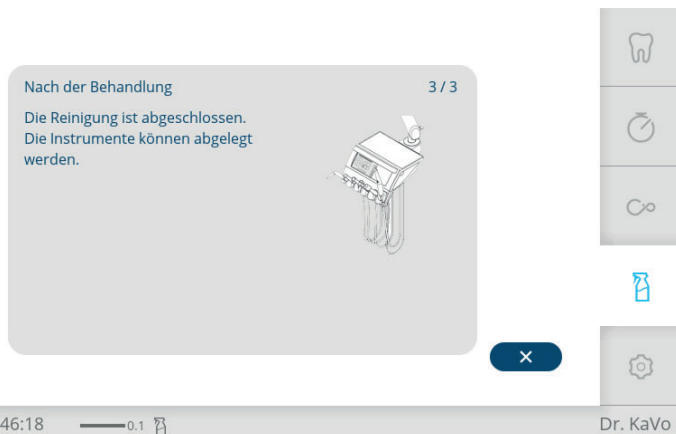 Nach der Behandlung 3 / 3
Die Reinigung ist abgeschlossen.
Die Instrumente können abgelegt
werden.
46:18 0.1 Dr. KaVo